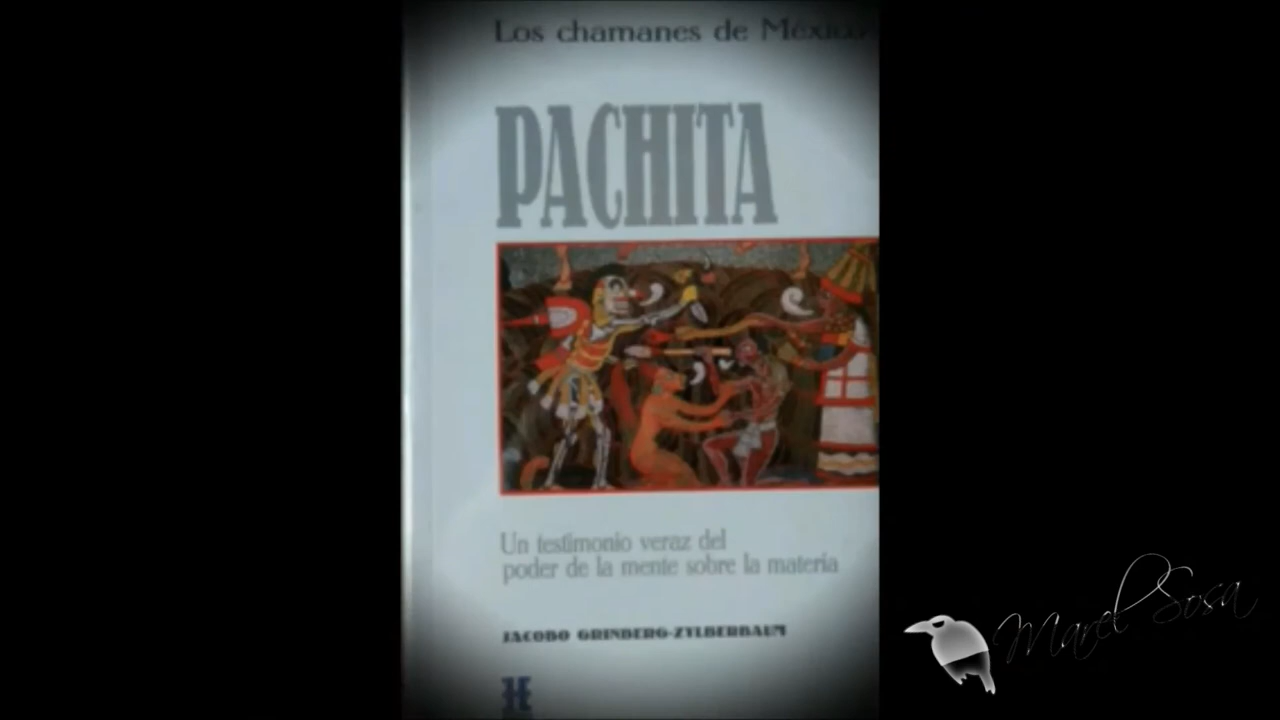 Los chamanes de México
PACHITA
Un testimonio veraz del
poder de la mente sobre la materia
JACOBO GRINBERG-ZYLBERBAUM
Marel Sosa